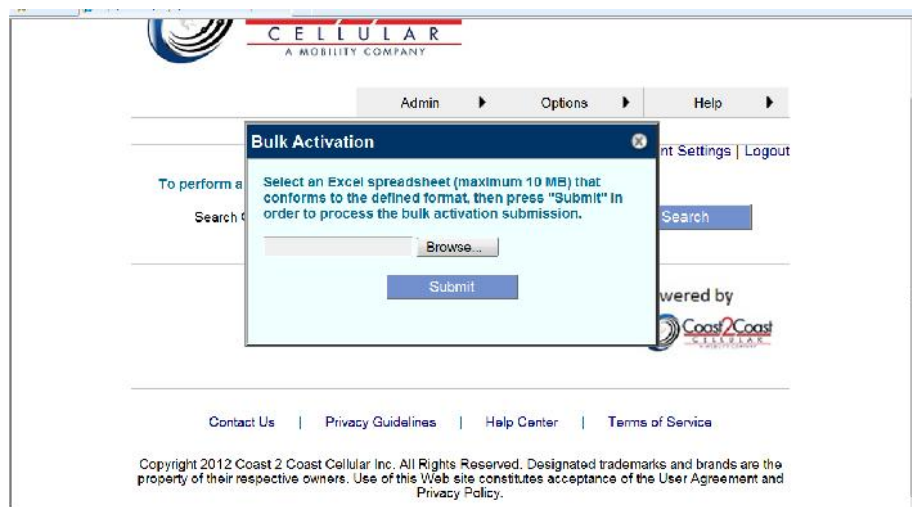 CELLULAR
A MOBILITY COMPANY
Admin
Options
Help
Bulk Activation
nt Settings | Logout
To perform a
Select an Excel spreadsheet (maximum 10 MB) that
conforms to the defined format, then press "Submit" in
order to process the bulk activation submission.
Search
Search
Browse...
Submit
wered by
Coast2Coast
CELLULAR
Contact Us | Privacy Guidelines | Help Center | Terms of Service
Copyright 2012 Coast 2 Coast Cellular Inc. All Rights Reserved. Designated trademarks and brands are the
property of their respective owners. Use of this Web site constitutes acceptance of the User Agreement and
Privacy Policy.